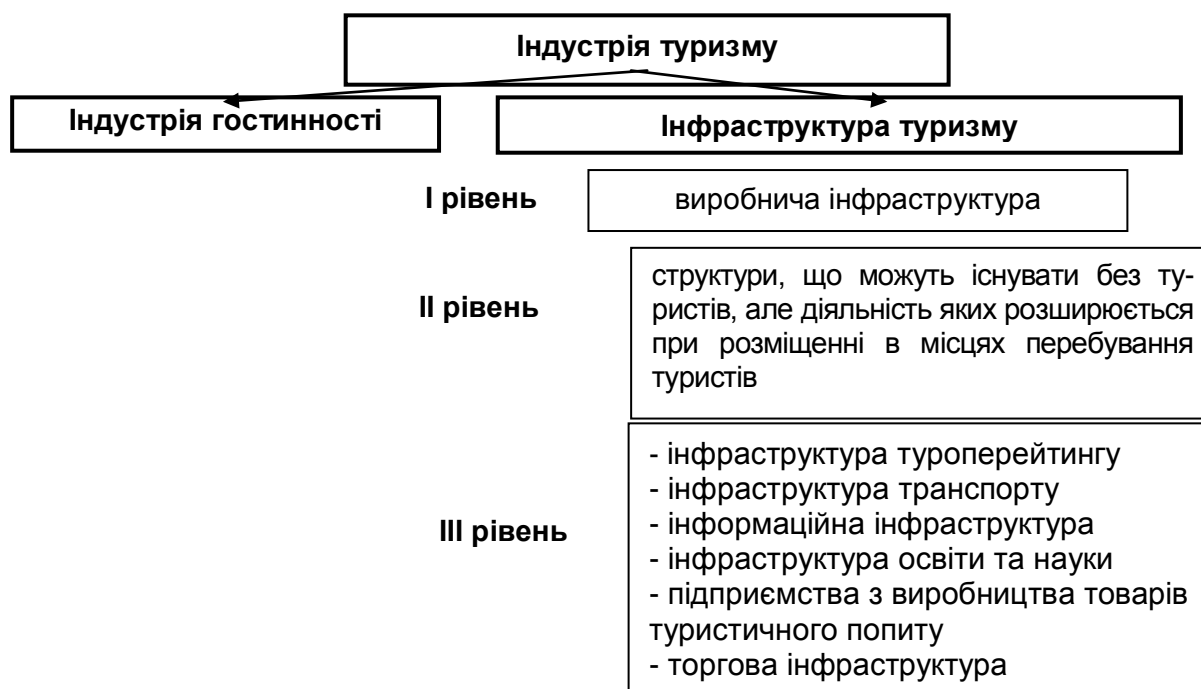 Індустрія туризму
Індустрія гостинності
Інфраструктура туризму
І рівень
виробнича інфраструктура
ІІ рівень
структури, що можуть існувати без ту-
ристів, але діяльність яких розширюється
при розміщенні в місцях перебування
туристів
ІІІ рівень
- інфраструктура туроперейтингу
- інфраструктура транспорту
- інформаційна інфраструктура
- інфраструктура освіти та науки
- підприємства з виробництва товарів
туристичного попиту
- торгова інфраструктура